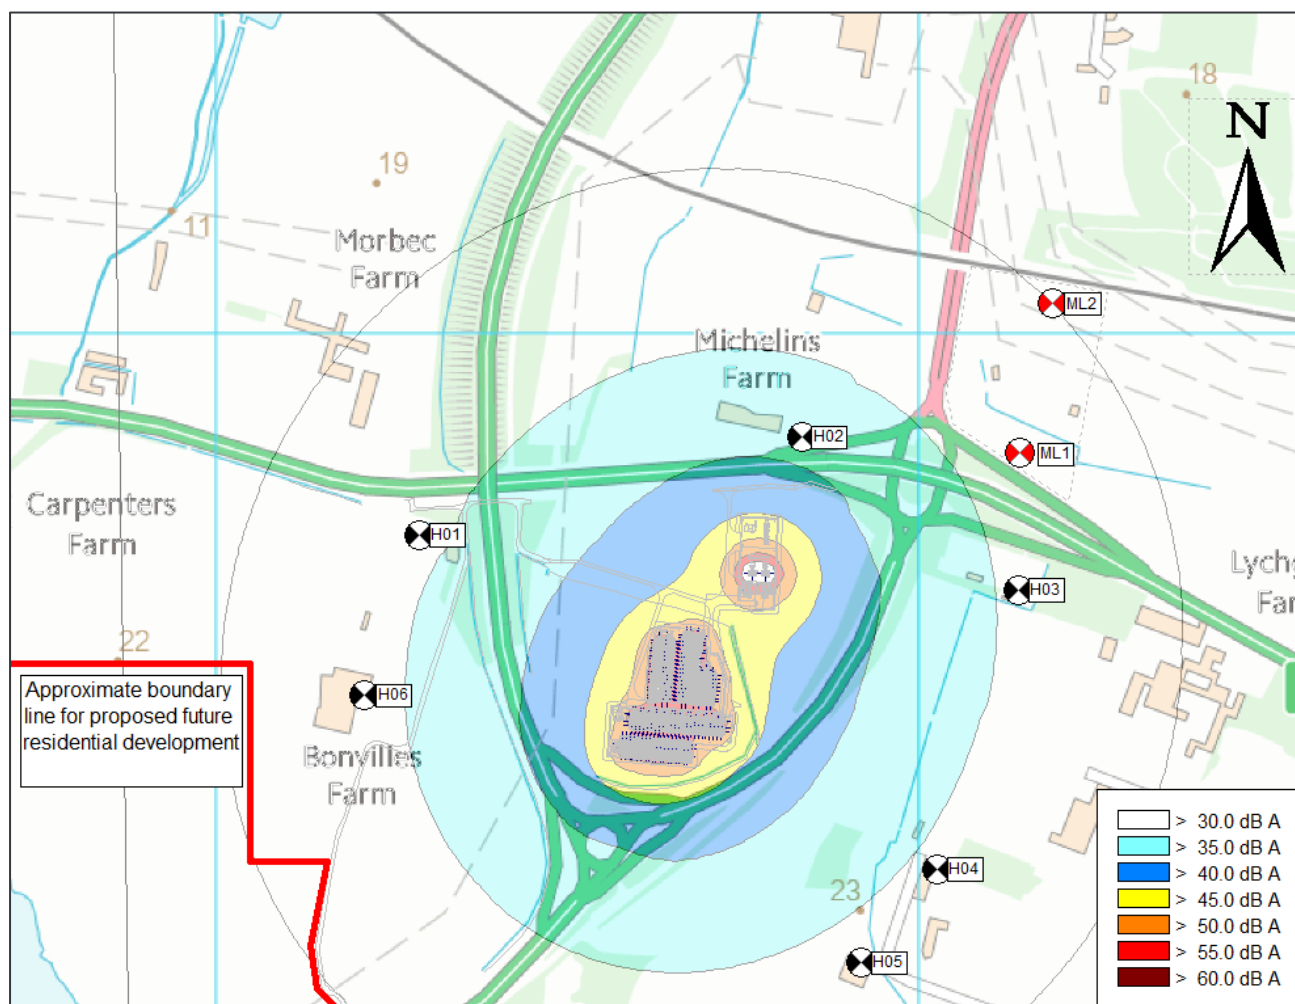 18
N
19
11
Morbec
Farm
ML2
Michelins
Farm
H02
ML1
Carpenters
Farm
H01
H03
22
Approximate boundary
line for proposed future
residential development
H06
Bonvilles
Farm
23
H04
H05
> 30.0 dB A
> 35.0 dB A
> 40.0 dB A
> 45.0 dB A
> 50.0 dB A
> 55.0 dB A
> 60.0 dB A